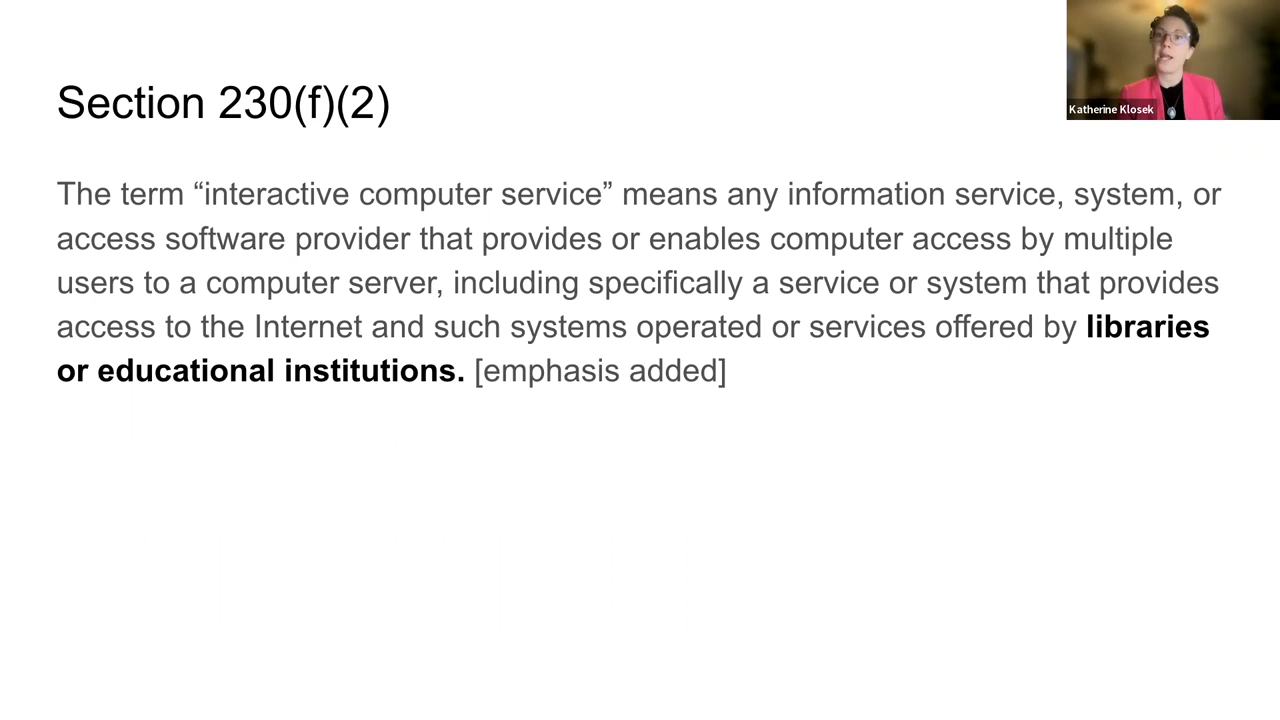 Section 230(f)(2)
Katherine Klosek
The term “interactive computer service” means any information service, system, or
access software provider that provides or enables computer access by multiple
users to a computer server, including specifically a service or system that provides
access to the Internet and such systems operated or services offered by libraries
or educational institutions. [emphasis added]